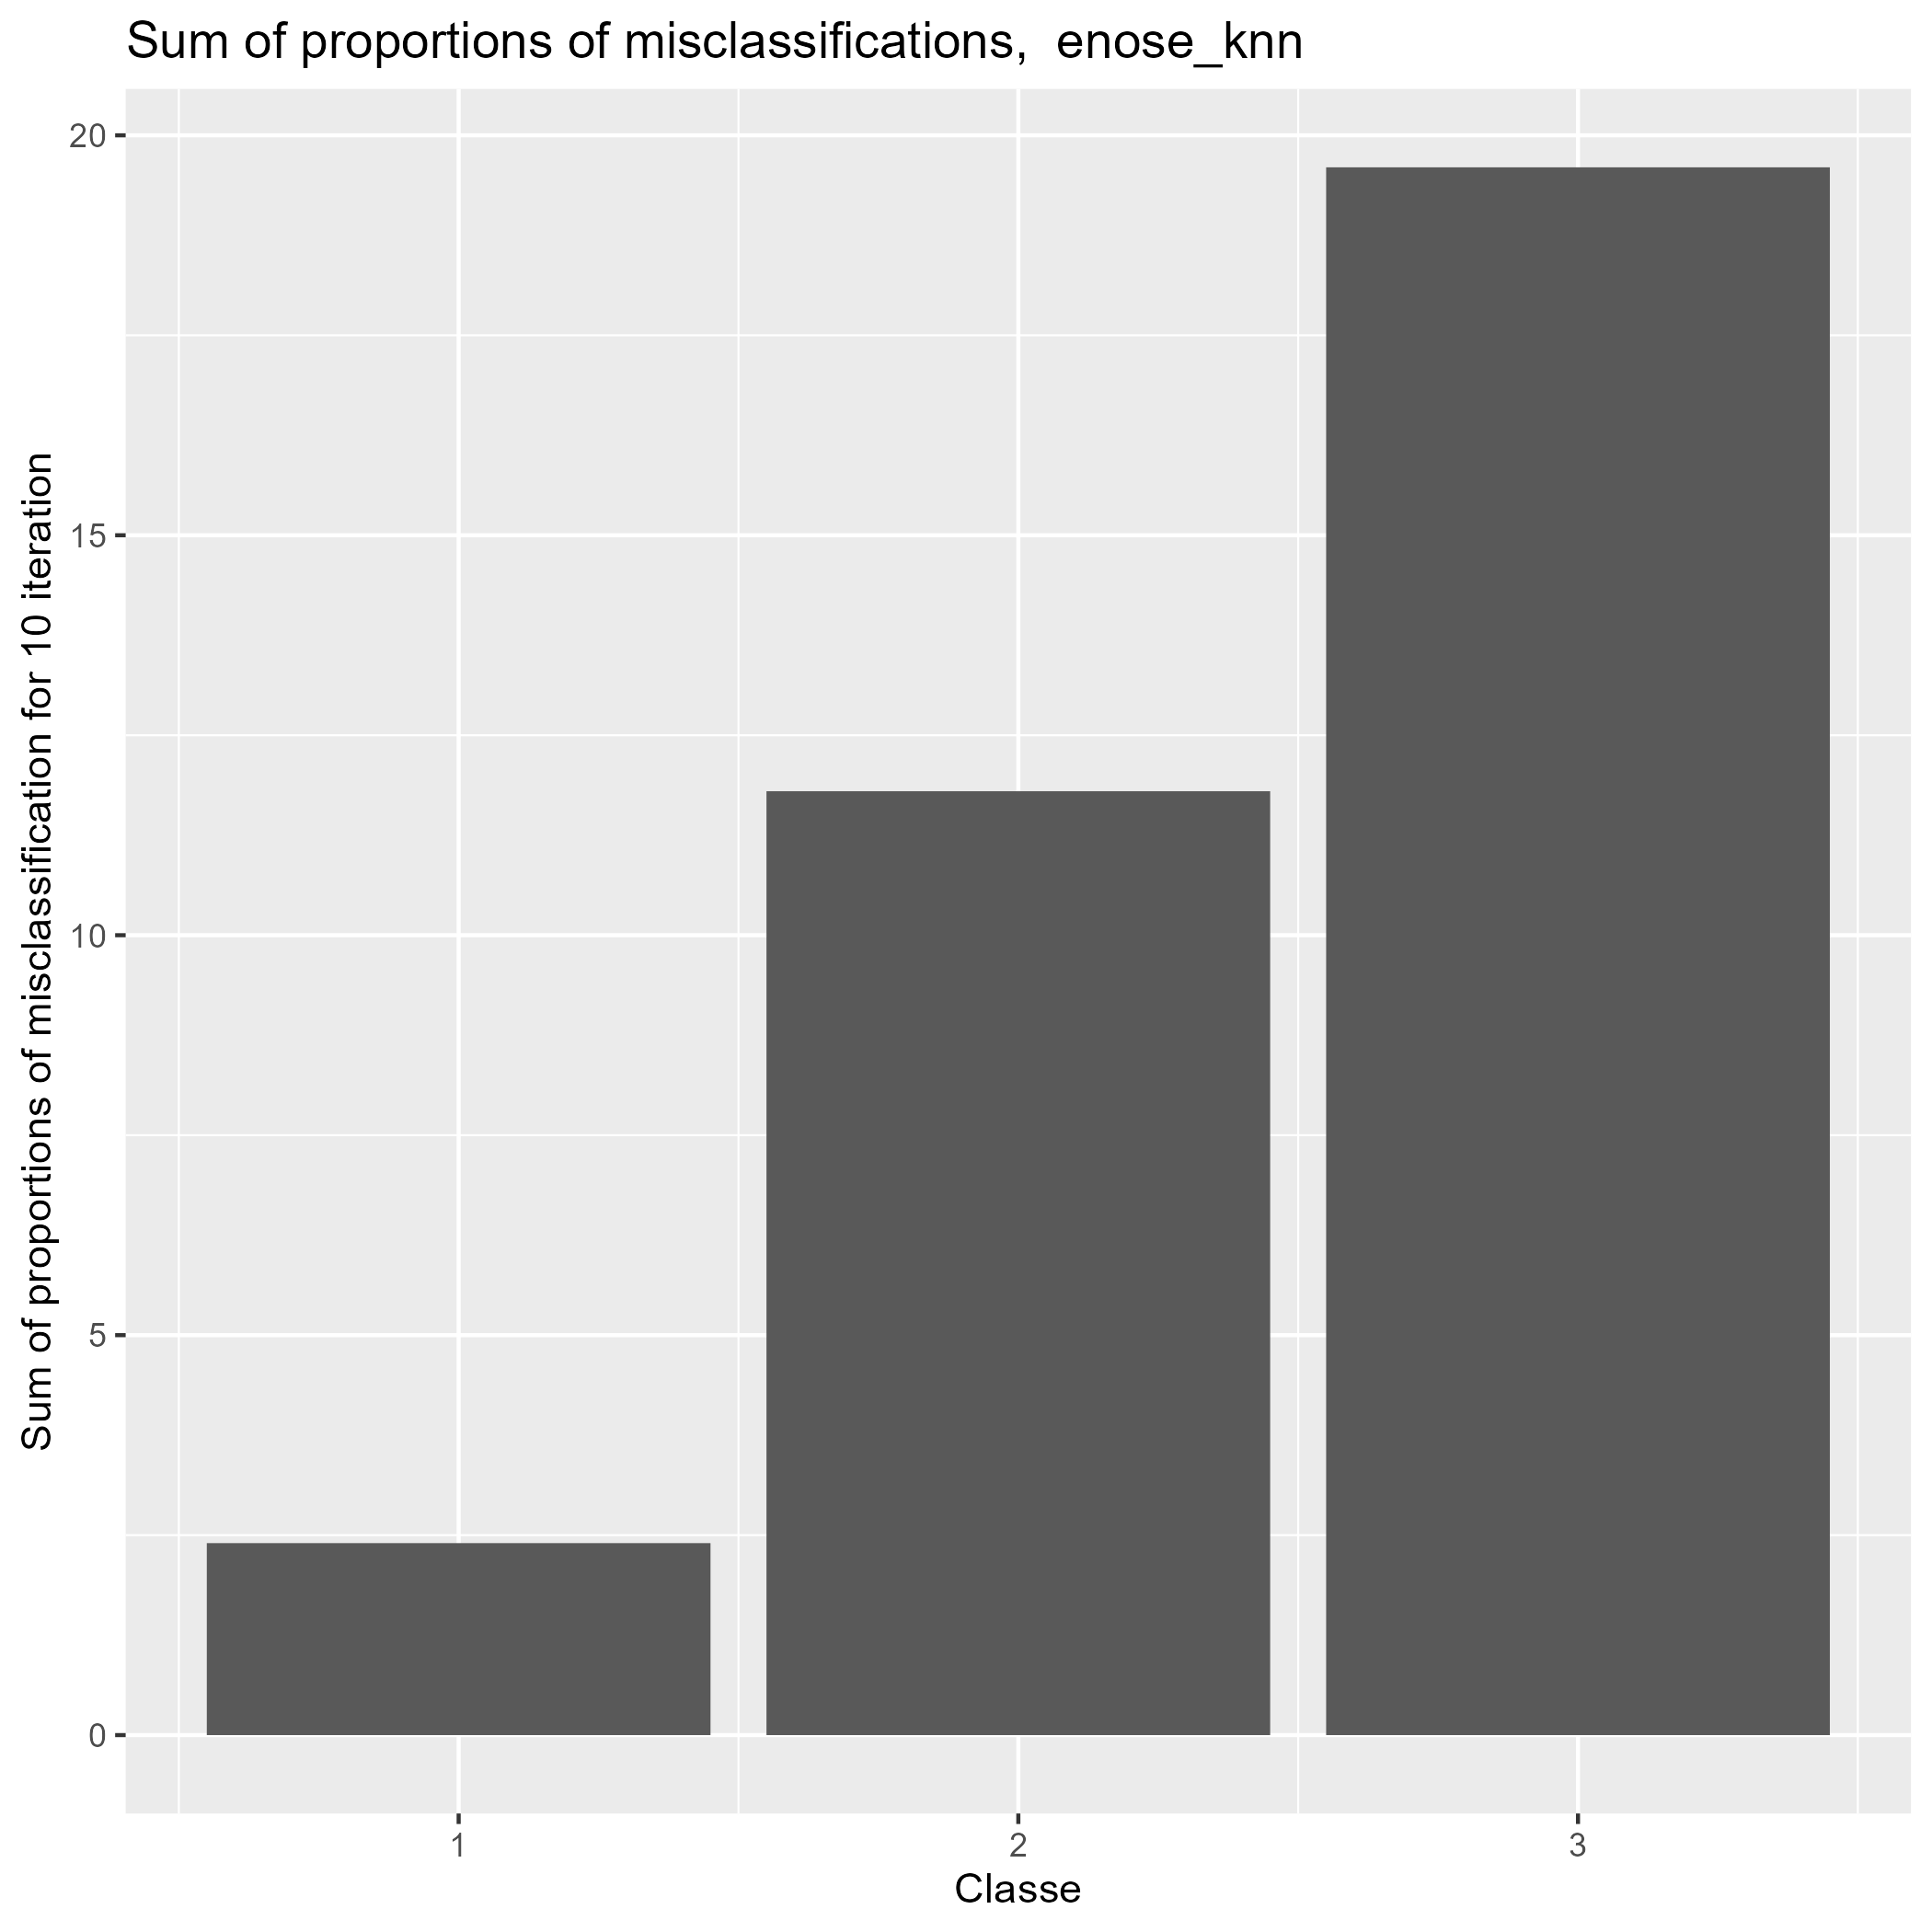 Sum of proportions of misclassifications,  enose_knn
Sum of proportions of misclassification for 10 iteration
20
15
10
5
0
1
2
3
Classe